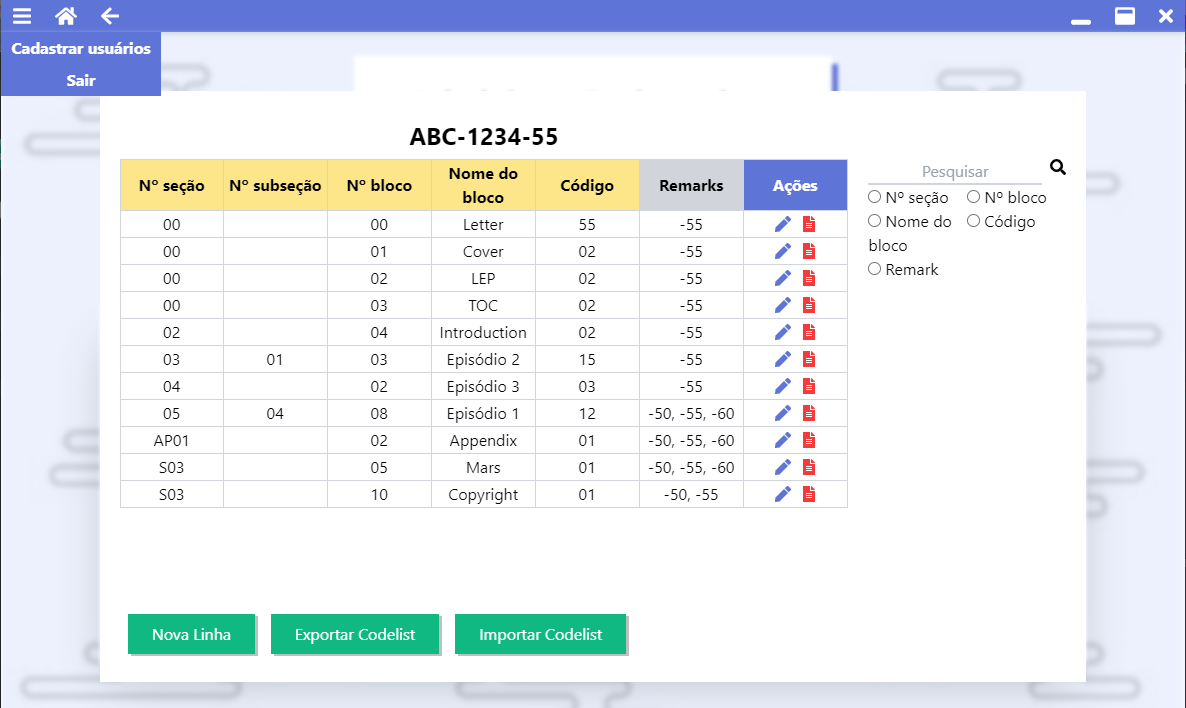 Cadastrar usuários
Sair
ABC-1234-55
Nº seção Nº subseção Nº bloco Nome do bloco Código Remarks Ações
00 00 Letter 55 -55
00 01 Cover 02 -55
00 02 LEP 02 -55
00 03 TOC 02 -55
02 04 Introduction 02 -55
03 01 03 Episódio 2 15 -55
04 02 Episódio 3 03 -55
05 04 08 Episódio 1 12 -50, -55, -60
AP01 02 Appendix 01 -50, -55, -60
S03 05 Mars 01 -50, -55, -60
S03 10 Copyright 01 -50, -55
Pesquisar
Nº seção Nº bloco
Nome do bloco Código
Remark
Nova Linha Exportar Codelist Importar Codelist